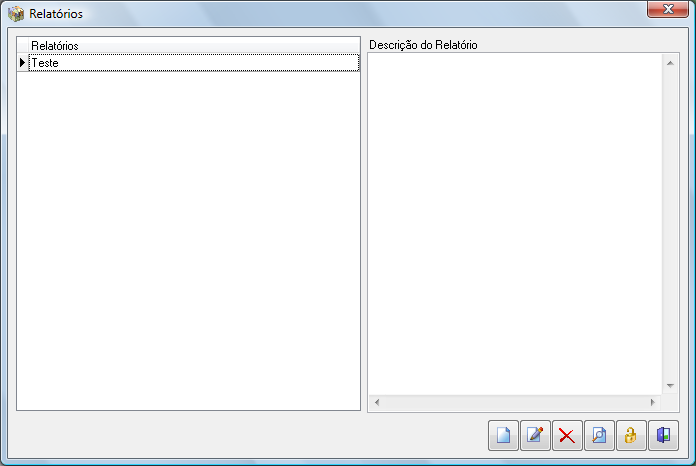 Relatórios
Relatórios
Descrição do Relatório
Teste